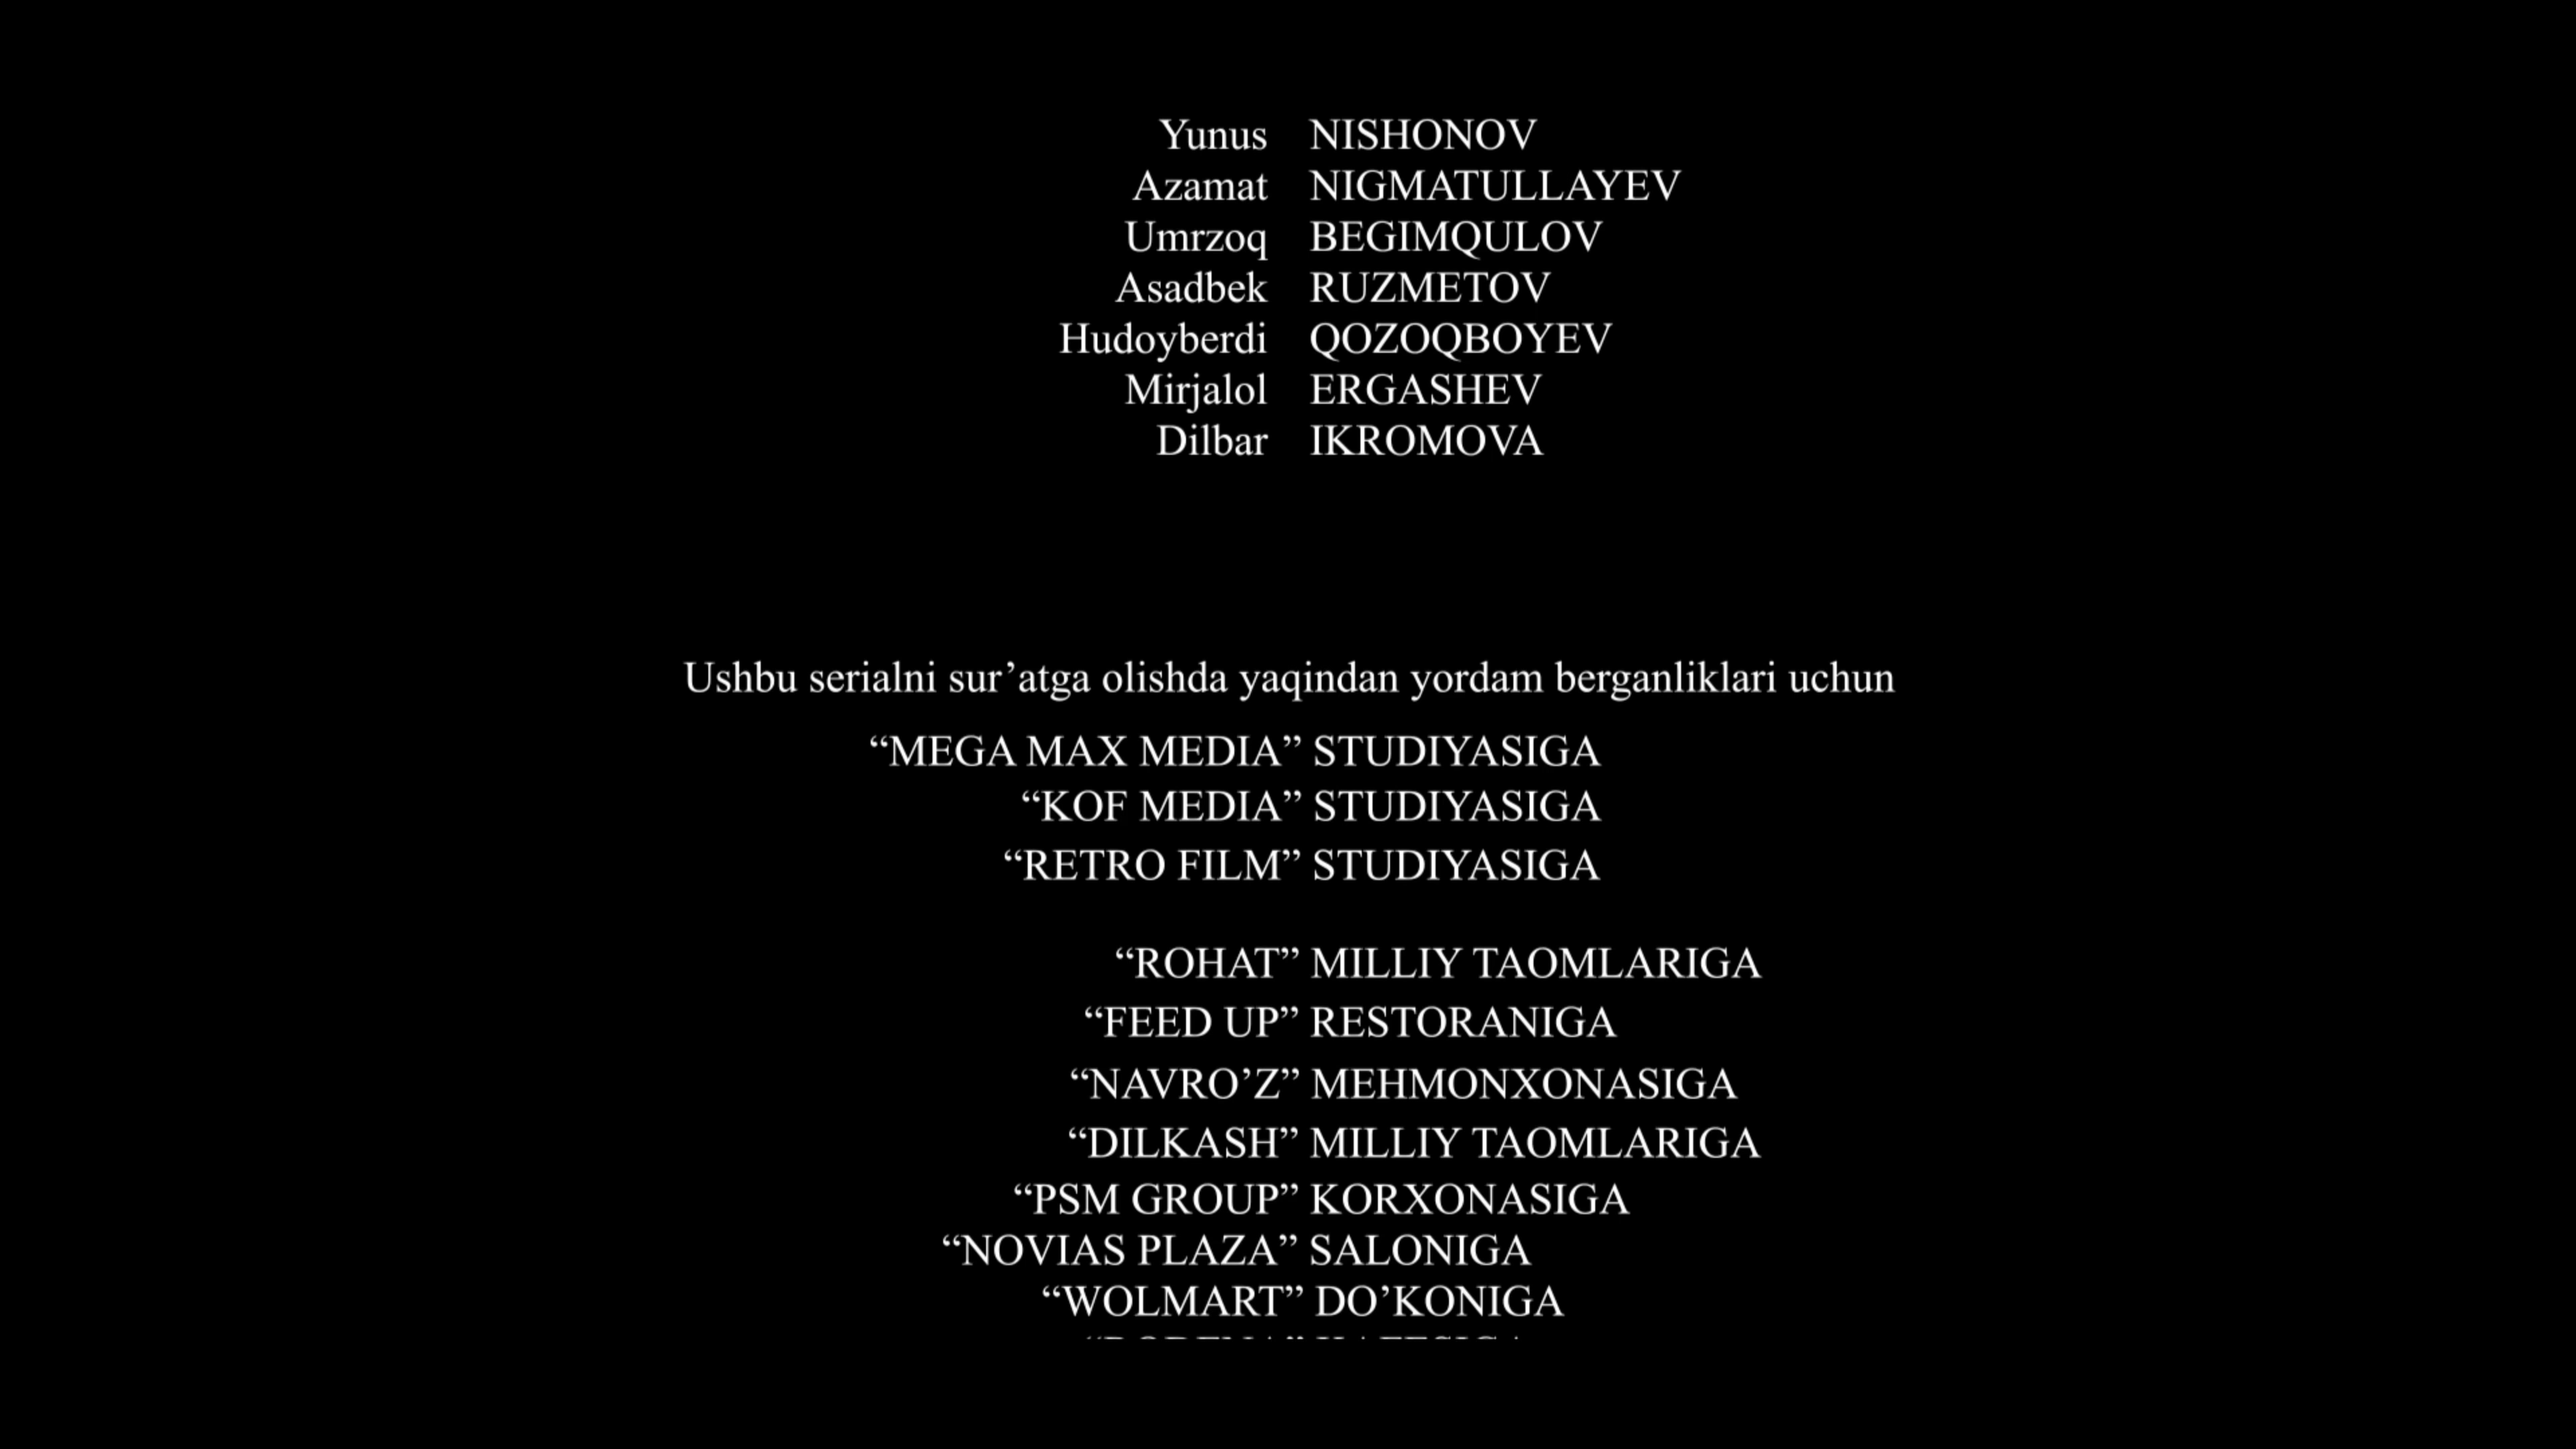 Yunus NISHONOV
Azamat NIGMATULLAYEV
Umrzoq BEGIMQULOV
Asadbek RUZMETOV
Hudoyberdi QOZOQBOYEV
Mirjalol ERGASHEV
Dilbar IKROMOVA
Ushbu serialni sur’atga olishda yaqindan yordam berganliklari uchun
“MEGA MAX MEDIA” STUDIYASIGA
“KOF MEDIA” STUDIYASIGA
“RETRO FILM” STUDIYASIGA
“ROHAT” MILLIY TAOMLARIGA
“FEED UP” RESTORANIGA
“NAVRO’Z” MEHMONXONASIGA
“DILKASH” MILLIY TAOMLARIGA
“PSM GROUP” KORXONASIGA
“NOVIAS PLAZA” SALONIGA
“WOLMART” DO’KONIGA